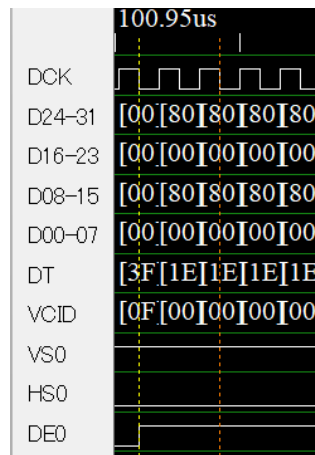 100.95us
DCK
D24-31 [00][80][80][80][80
D16-23 [00][00][00][00][00
D08-15 [00][80][80][80][80
D00-07 [00][00][00][00][00
DT [3F][1E][1E][1E][1E
VCID [0F][00][00][00][00
VS0
HS0
DE0